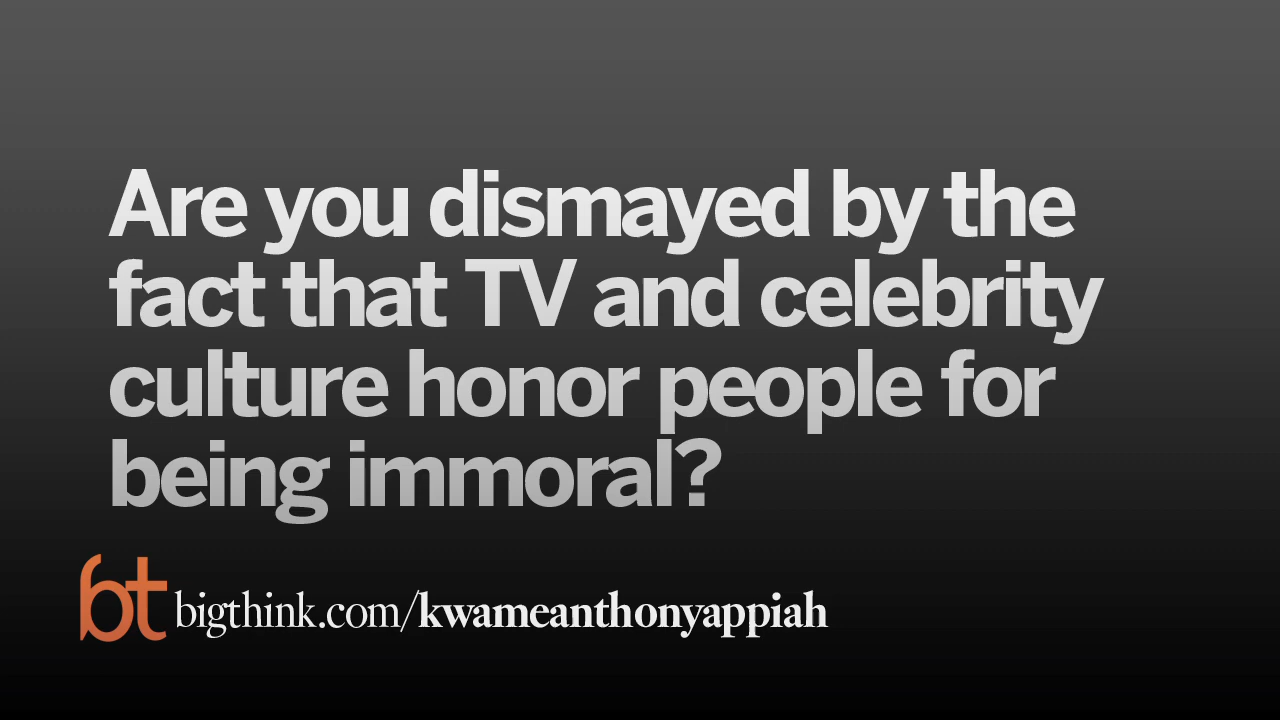 Are you dismayed by the
fact that TV and celebrity
culture honor people for
being immoral?
bt bigthink.com/kwameanthonyappiah